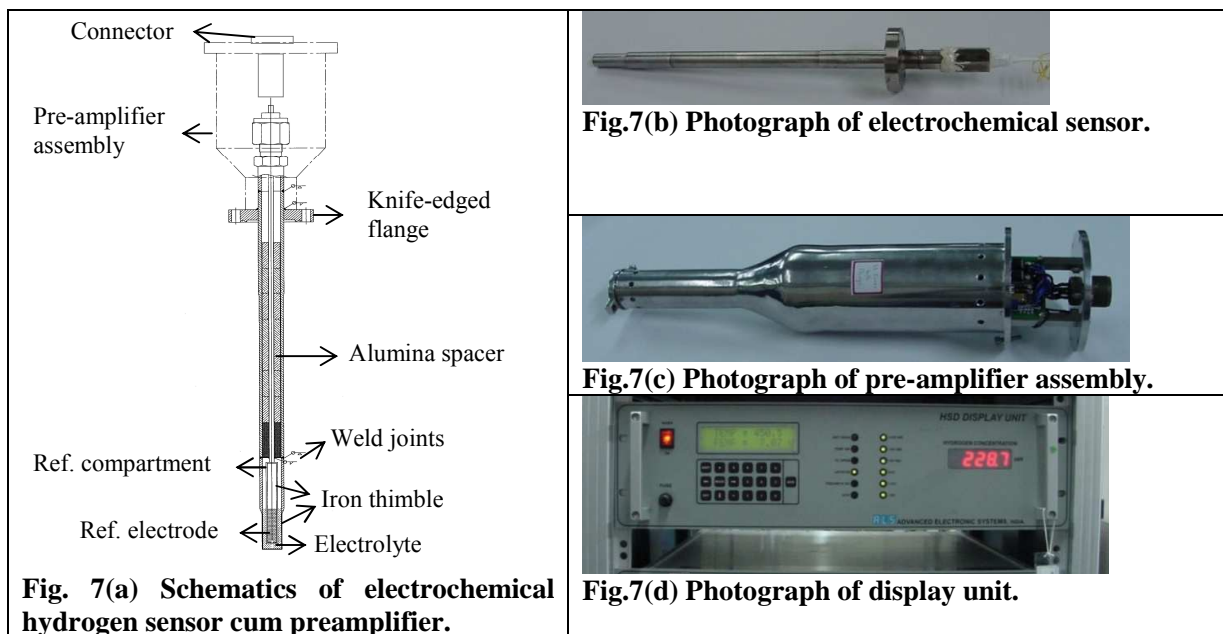 Connector
Pre-amplifier
assembly
Knife-edged
flange
Alumina spacer
Weld joints
Ref. compartment
Iron thimble
Ref. electrode
Electrolyte
Fig. 7(a) Schematics of electrochemical
hydrogen sensor cum preamplifier.
Fig.7(b) Photograph of electrochemical sensor.
Fig.7(c) Photograph of pre-amplifier assembly.
HSD DISPLAY UNIT
HYDROGEN CONCENTRATION
228.7
ADVANCED ELECTRONIC SYSTEMS, INDIA
Fig.7(d) Photograph of display unit.